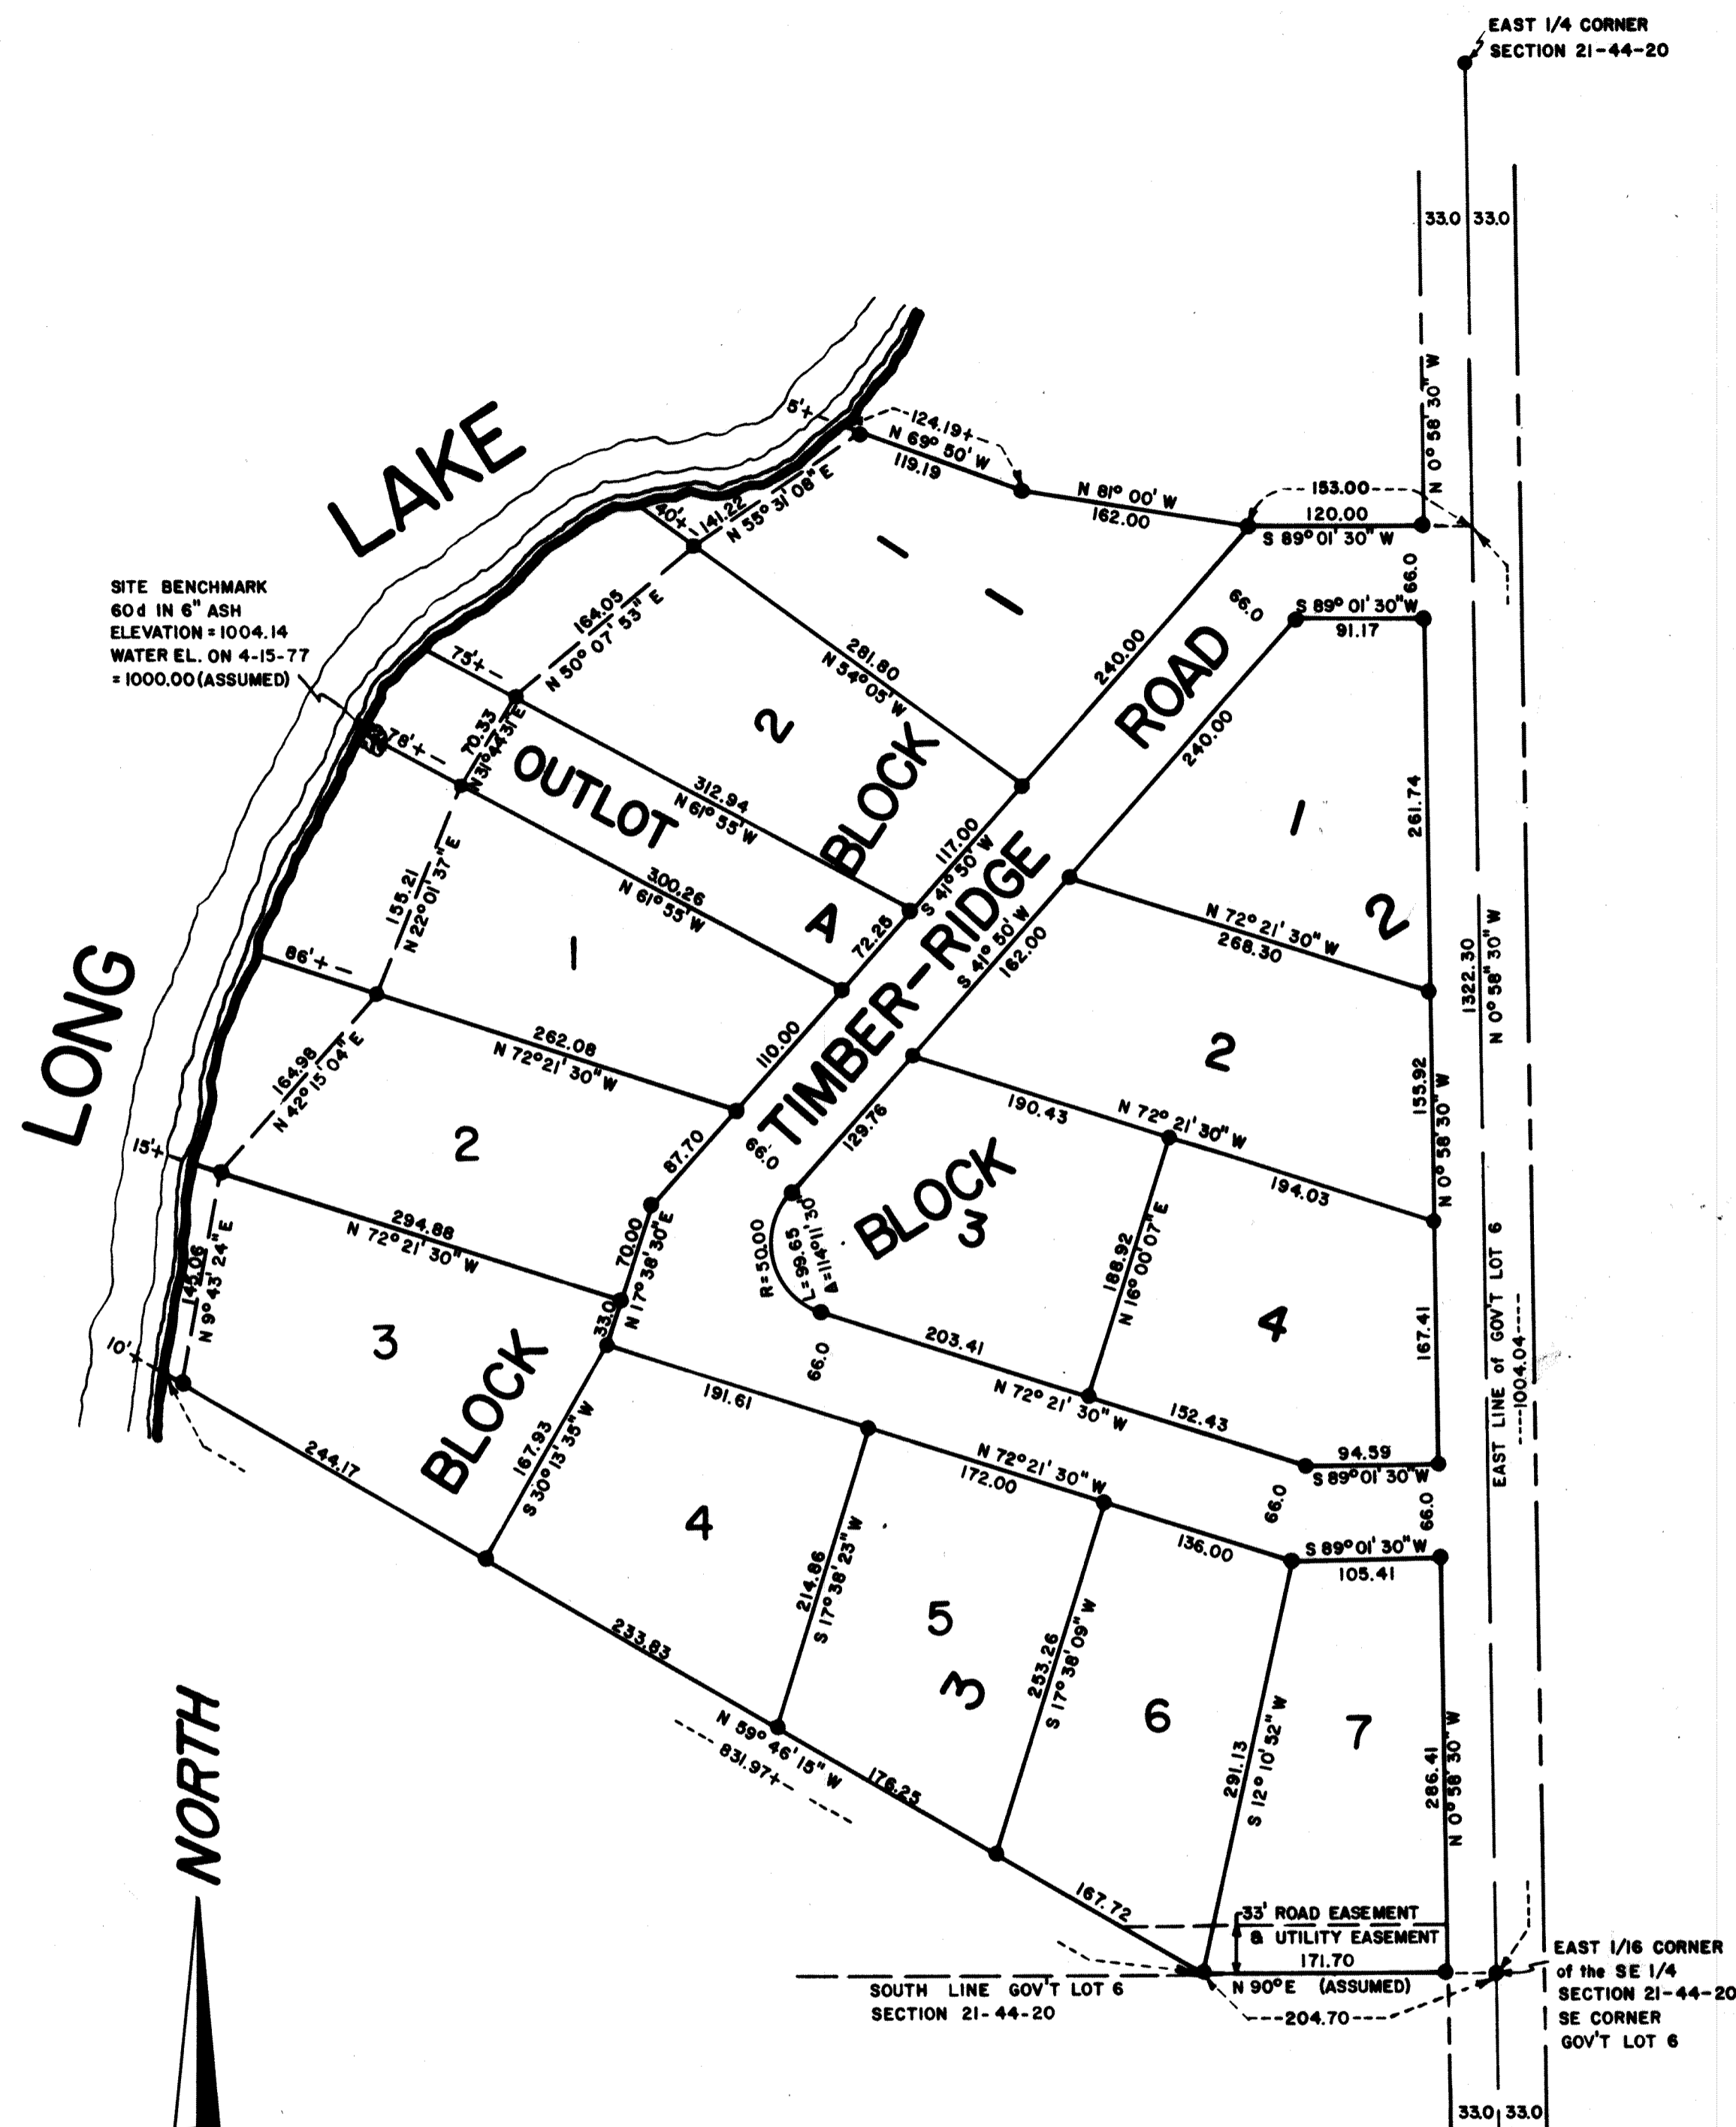 EAST 1/4 CORNER
SECTION 21-44-20
33.0 33.0
N 0° 58' 30" W
LAKE
5'+
124.19+
N 69° 50' W
119.19
N 81° 00' W
162.00
153.00
120.00
S 89° 01' 30" W
66.0
40'+
141.22
N 55° 31' 08" E
1
1
SITE BENCHMARK
60d IN 6" ASH
ELEVATION = 1004.14
WATER EL. ON 4-15-77
= 1000.00 (ASSUMED)
164.05
N 50° 07' 53" E
75'+
78'+
70.33
N 31° 44' 31" E
281.80
N 54° 05' W
2
BLOCK
240.00
66.0
S 89° 01' 30" W
91.17
ROAD
240.00
OUTLOT
A
312.94
N 61° 55' W
300.26
N 61° 55' W
117.00
S 41° 50' W
72.25
1
261.74
2
N 72° 21' 30" W
268.30
155.21
N 22° 01' 37" E
1
LONG
86'+
262.08
N 72° 21' 30" W
110.00
TIMBER-RIDGE
S 41° 50' W
162.00
2
155.92
N 0° 58' 30" W
1322.30
N 0° 58' 30" W
164.98
N 42° 15' 04" E
2
87.70
66.0
129.76
190.43
N 72° 21' 30" W
194.03
15'+
294.88
N 72° 21' 30" W
70.00
N 17° 38' 30" E
33.0
BLOCK
3
R=50.00
L=99.65
Δ=114° 11' 30"
188.92
N 16° 00' 07" E
4
167.41
EAST LINE of GOV'T LOT 6
1004.04
145.06
N 9° 43' 24" E
10'+
3
BLOCK
66.0
203.41
N 72° 21' 30" W
152.43
94.59
S 89° 01' 30" W
191.61
N 72° 21' 30" W
172.00
136.00
66.0
66.0
S 89° 01' 30" W
105.41
244.17
167.93
S 30° 13' 35" W
4
214.86
S 17° 38' 23" W
5
3
253.26
S 17° 38' 09" W
6
291.13
S 12° 10' 52" W
7
286.41
N 0° 58' 30" W
233.83
N 59° 46' 15" W
831.97+
176.25
167.72
NORTH
33' ROAD EASEMENT
& UTILITY EASEMENT
171.70
N 90° E (ASSUMED)
204.70
SOUTH LINE GOV'T LOT 6
SECTION 21-44-20
EAST 1/16 CORNER
of the SE 1/4
SECTION 21-44-20
SE CORNER
GOV'T LOT 6
33.0 33.0